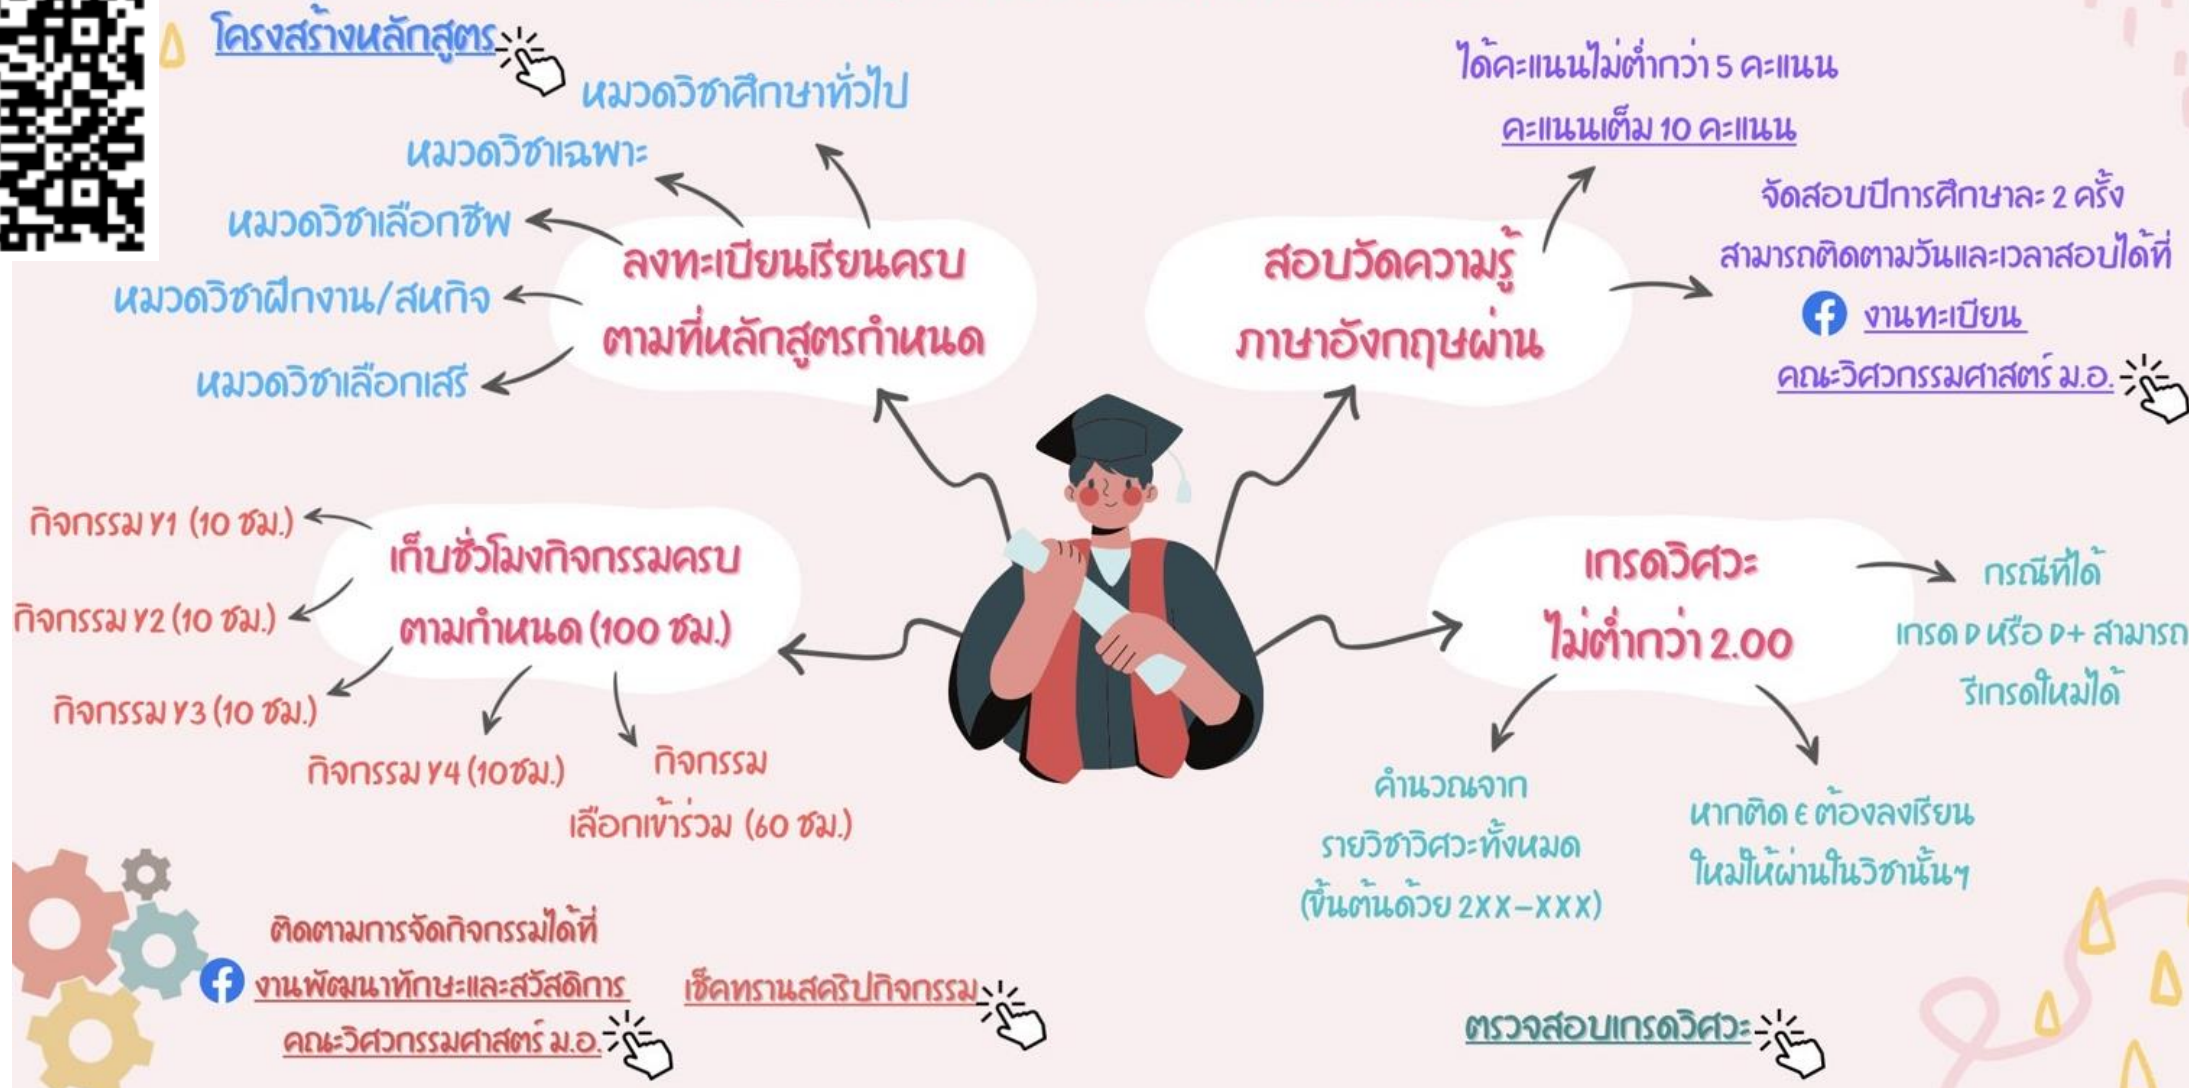 โครงสร้างหลักสูตร
หมวดวิชาศึกษาทั่วไป
หมวดวิชาเฉพาะ
หมวดวิชาเลือกชีพ
หมวดวิชาฝึกงาน/สหกิจ
หมวดวิชาเลือกเสรี
ลงทะเบียนเรียนครบ
ตามที่หลักสูตรกำหนด
ได้คะแนนไม่ต่ำกว่า 5 คะแนน
คะแนนเต็ม 10 คะแนน
จัดสอบปีการศึกษาละ 2 ครั้ง
สามารถติดตามวันและเวลาสอบได้ที่
งานทะเบียน
คณะวิศวกรรมศาสตร์ ม.อ.
สอบวัดความรู้
ภาษาอังกฤษผ่าน
กิจกรรม Y1 (10 ชม.)
กิจกรรม Y2 (10 ชม.)
กิจกรรม Y3 (10 ชม.)
กิจกรรม Y4 (10ชม.)
กิจกรรม
เลือกเข้าร่วม (60 ชม.)
เก็บชั่วโมงกิจกรรมครบ
ตามกำหนด (100 ชม.)
เกรดวิศวะ
ไม่ต่ำกว่า 2.00
กรณีที่ได้
เกรด D หรือ D+ สามารถ
รีเกรดใหม่ได้
คำนวณจาก
รายวิชาวิศวะทั้งหมด
(ขึ้นต้นด้วย 2XX-XXX)
หากติด E ต้องลงเรียน
ใหม่ให้ผ่านในวิชานั้นๆ
ติดตามการจัดกิจกรรมได้ที่
งานพัฒนาทักษะและสวัสดิการ
คณะวิศวกรรมศาสตร์ ม.อ.
เช็คทรานสคริปกิจกรรม
ตรวจสอบเกรดวิศวะ